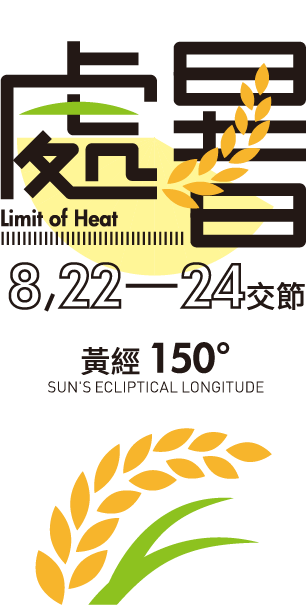 處暑
Limit of Heat
8,22—24交節
黃經 150°
SUN'S ECLIPTICAL LONGITUDE